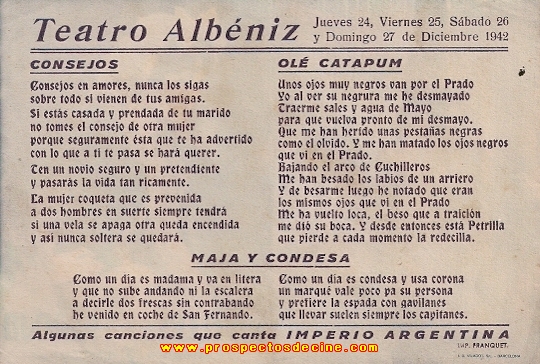 Teatro Albéniz
Jueves 24, Viernes 25, Sábado 26
y Domingo 27 de Diciembre 1942
CONSEJOS
Consejos en amores, nunca los sigas
sobre todo si vienen de tus amigas.
Si estás casada y prendada de tu marido
no tomes el consejo de otra mujer
porque seguramente ésta que te ha advertido
con lo que a ti te pasa se hará querer.
Ten un novio seguro y un pretendiente
y pasarás la vida tan ricamente.
La mujer coqueta que es prevenida
a dos hombres en suerte siempre tendrá
si una vela se apaga otra queda encendida
y así nunca soltera se quedará.
OLÉ CATAPUM
Unos ojos muy negros van por el Prado
Yo al ver su negrura me he desmayado
Traerme sales y agua de Mayo
para que vuelva pronto de mi desmayo.
Que me han herido unas pestañas negras
como el olvido. Y me han matado los ojos negros
que vi en el Prado.
Bajando el arco de Cuchilleros
Me han besado los labios de un arriero
Y de besarme luego he notado que eran
los mismos ojos que vi en el Prado
Me ha vuelto loca, el beso que a traición
me dió su boca. Y desde entonces está Petrilla
que pierde a cada momento la redecilla.
MAJA Y CONDESA
Como un día es madama y va en litera
y que no sube andando ni la escalera
a decirle dos frescas sin contrabando
he venido en coche de San Fernando.
Como un día es condesa y usa corona
un marqué vale poco pa su persona
y prefiere la espada con gavilanes
que llevar suelen siempre los capitanes.
Algunas canciones que canta IMPERIO ARGENTINA
IMP. FRANQUET.
www.prospectosdecine.com